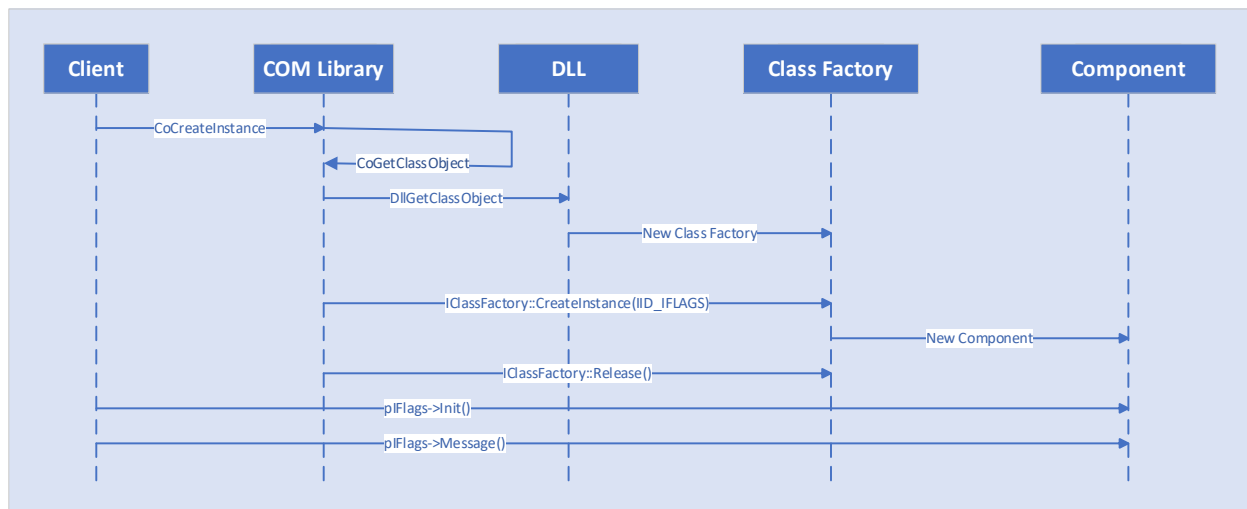 Client
COM Library
DLL
Class Factory
Component
CoCreateInstance
CoGetClassObject
DllGetClassObject
New Class Factory
IClassFactory::CreateInstance(IID_IFLAGS)
New Component
IClassFactory::Release()
pIFlags->Init()
pIFlags->Message()